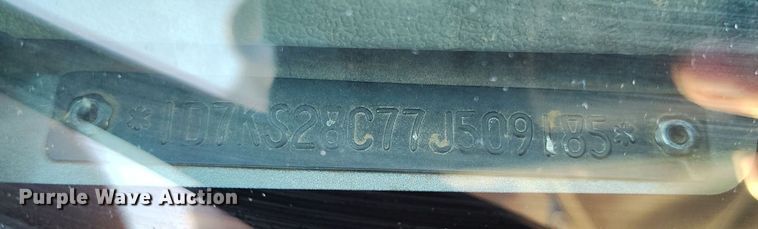 *1D7KS28C77J509185*
Purple Wave Auction